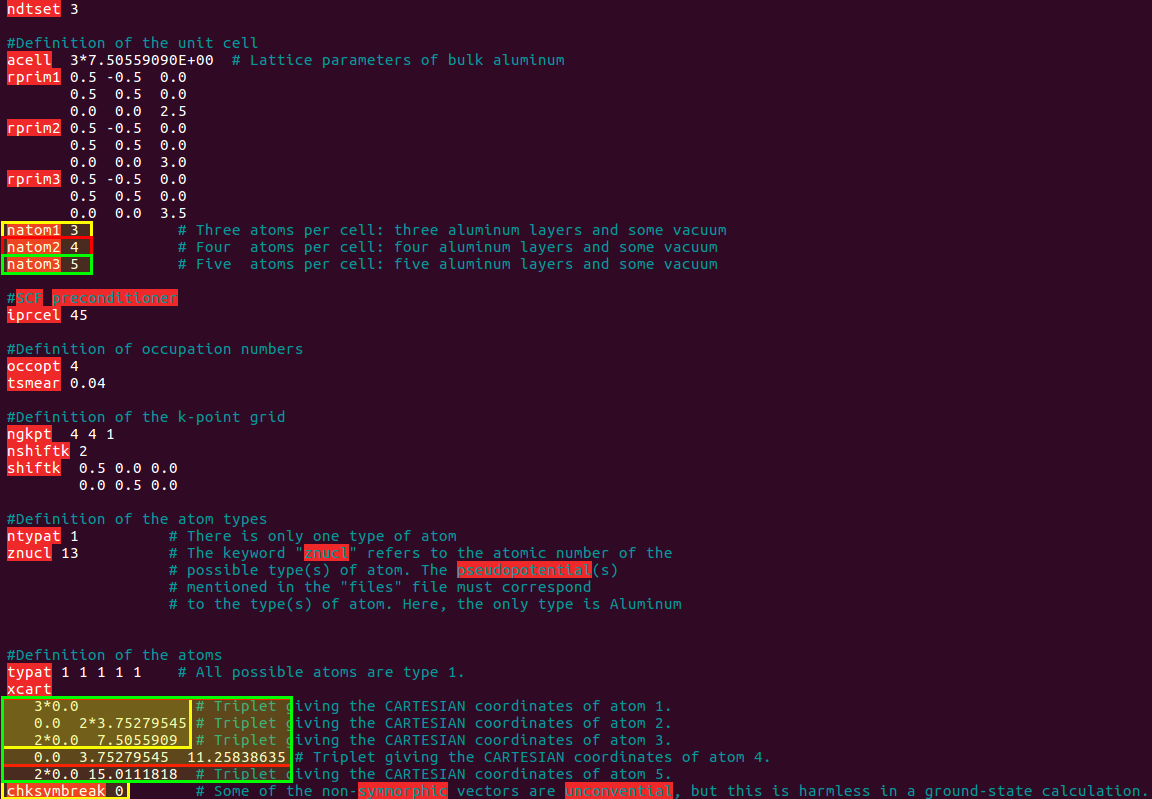 ndtset 3
#Definition of the unit cell
acell  3*7.50559090E+00  # Lattice parameters of bulk aluminum
rprim1 0.5 -0.5  0.0
       0.5  0.5  0.0
       0.0  0.0  2.5
rprim2 0.5 -0.5  0.0
       0.5  0.5  0.0
       0.0  0.0  3.0
rprim3 0.5 -0.5  0.0
       0.5  0.5  0.0
       0.0  0.0  3.5
natom1 3           # Three atoms per cell: three aluminum layers and some vacuum
natom2 4           # Four  atoms per cell: four aluminum layers and some vacuum
natom3 5           # Five  atoms per cell: five aluminum layers and some vacuum
#SCF preconditioner
iprcel 45
#Definition of occupation numbers
occopt 4
tsmear 0.04
#Definition of the k-point grid
ngkpt  4 4 1
nshiftk 2
shiftk  0.5 0.0 0.0
        0.0 0.5 0.0
#Definition of the atom types
ntypat 1          # There is only one type of atom
znucl 13          # The keyword "znucl" refers to the atomic number of the
                  # possible type(s) of atom. The pseudopotential(s)
                  # mentioned in the "files" file must correspond
                  # to the type(s) of atom. Here, the only type is Aluminum
#Definition of the atoms
typat 1 1 1 1 1    # All possible atoms are type 1.
xcart
   3*0.0             # Triplet giving the CARTESIAN coordinates of atom 1.
   0.0  2*3.75279545 # Triplet giving the CARTESIAN coordinates of atom 2.
   2*0.0  7.5055909  # Triplet giving the CARTESIAN coordinates of atom 3.
   0.0  3.75279545  11.25838635 # Triplet giving the CARTESIAN coordinates of atom 4.
   2*0.0 15.0111818  # Triplet giving the CARTESIAN coordinates of atom 5.
chksymbreak 0        # Some of the non-symmorphic vectors are unconvential, but this is harmless in a ground-state calculation.